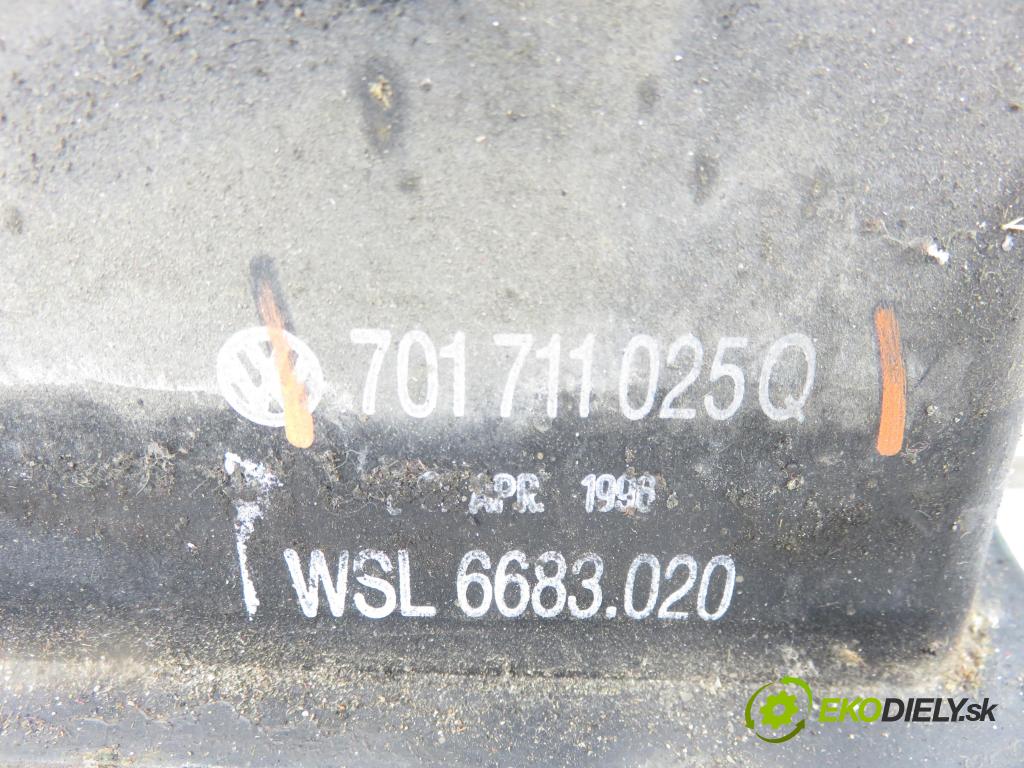 701 711 025 Q
APR 1998
WSL 6683.020
EKODIELY.sk